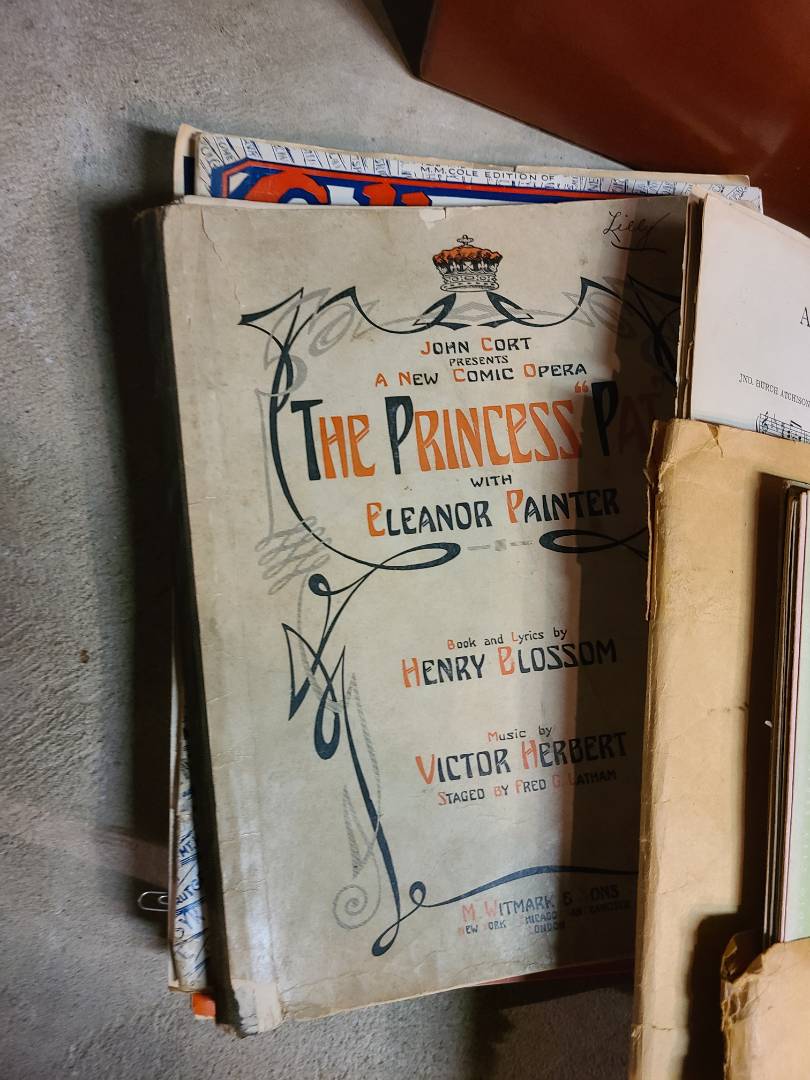 M.M. COLE EDITION OF
Lilly
JOHN CORT
PRESENTS
A NEW COMIC OPERA
THE PRINCESS "PAT"
WITH
ELEANOR PAINTER
Book and Lyrics by
HENRY BLOSSOM
Music by
VICTOR HERBERT
STAGED BY FRED G. LATHAM
M. WITMARK & SONS
NEW YORK CHICAGO SAN FRANCISCO
LONDON
A
JNO. BURCH ATCHISON